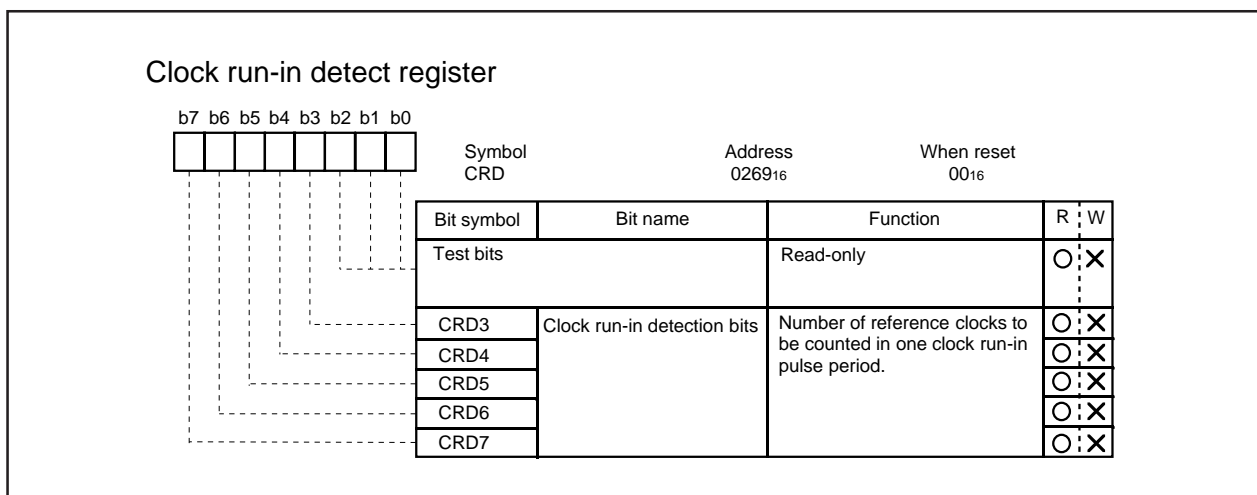 Clock run-in detect register
b7 b6 b5 b4 b3 b2 b1 b0
Symbol Address When reset
CRD 026916 0016
Bit symbol Bit name Function R W
Test bits Read-only O X
CRD3 Clock run-in detection bits Number of reference clocks to O X
be counted in one clock run-in
CRD4 O X
pulse period.
CRD5 O X
CRD6 O X
CRD7 O X